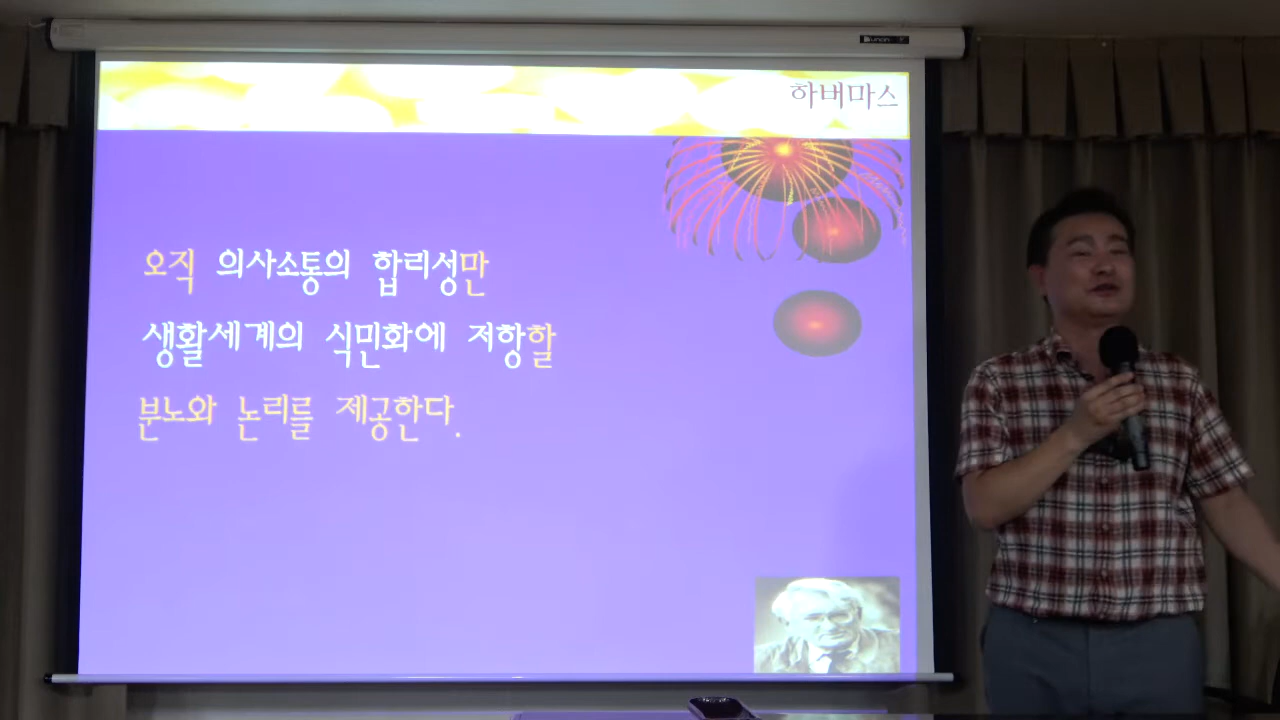 하버마스
오직 의사소통의 합리성만
생활세계의 식민화에 저항할
분노와 논리를 제공한다.